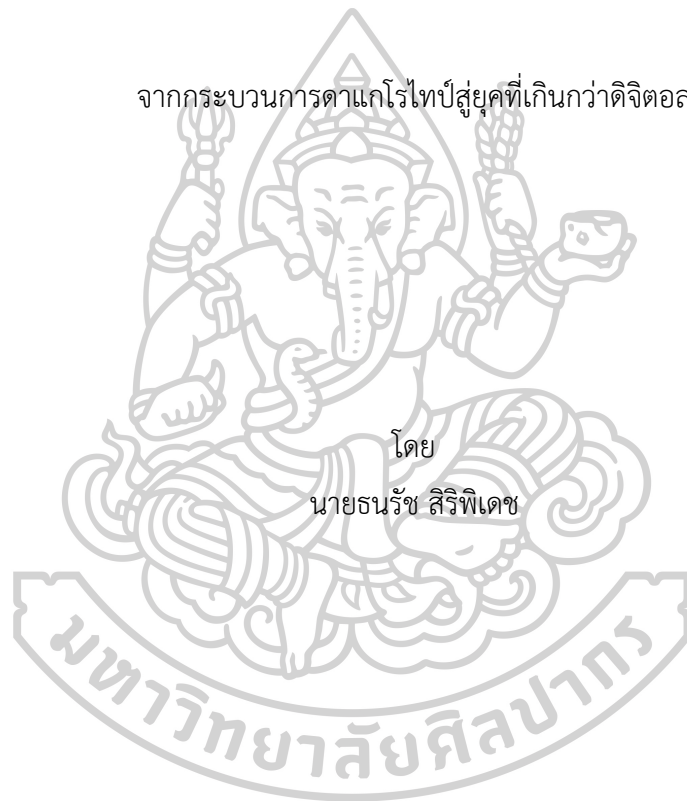 จากกระบวนการดาแกโรไทป์สู่ยุคที่เกินกว่าดิจิตอล
โดย
นายธนรัช สิริพิเดช
มหาวิทยาลัยศิลปากร